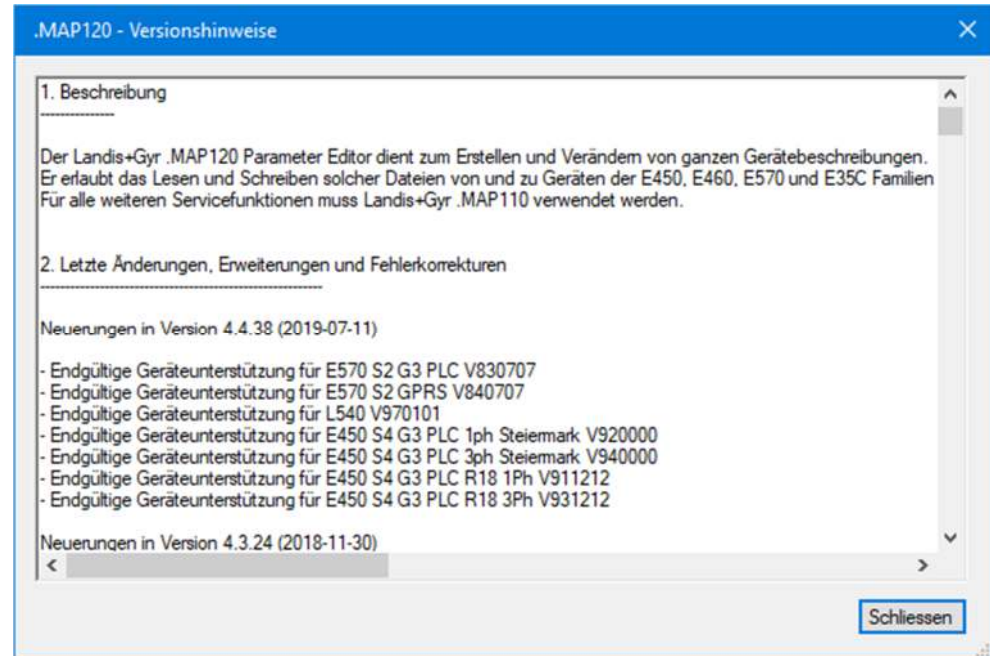 .MAP120 - Versionshinweise
1. Beschreibung
---------------
Der Landis+Gyr .MAP120 Parameter Editor dient zum Erstellen und Verändern von ganzen Gerätebeschreibungen.
Er erlaubt das Lesen und Schreiben solcher Dateien von und zu Geräten der E450, E460, E570 und E35C Familien
Für alle weiteren Servicefunktionen muss Landis+Gyr .MAP110 verwendet werden.
2. Letzte Änderungen, Erweiterungen und Fehlerkorrekturen
---------------------------------------------------------
Neuerungen in Version 4.4.38 (2019-07-11)
- Endgültige Geräteunterstützung für E570 S2 G3 PLC V830707
- Endgültige Geräteunterstützung für E570 S2 GPRS V840707
- Endgültige Geräteunterstützung für L540 V970101
- Endgültige Geräteunterstützung für E450 S4 G3 PLC 1ph Steiermark V920000
- Endgültige Geräteunterstützung für E450 S4 G3 PLC 3ph Steiermark V940000
- Endgültige Geräteunterstützung für E450 S4 G3 PLC R18 1Ph V911212
- Endgültige Geräteunterstützung für E450 S4 G3 PLC R18 3Ph V931212
Neuerungen in Version 4.3.24 (2018-11-30)
Schliessen